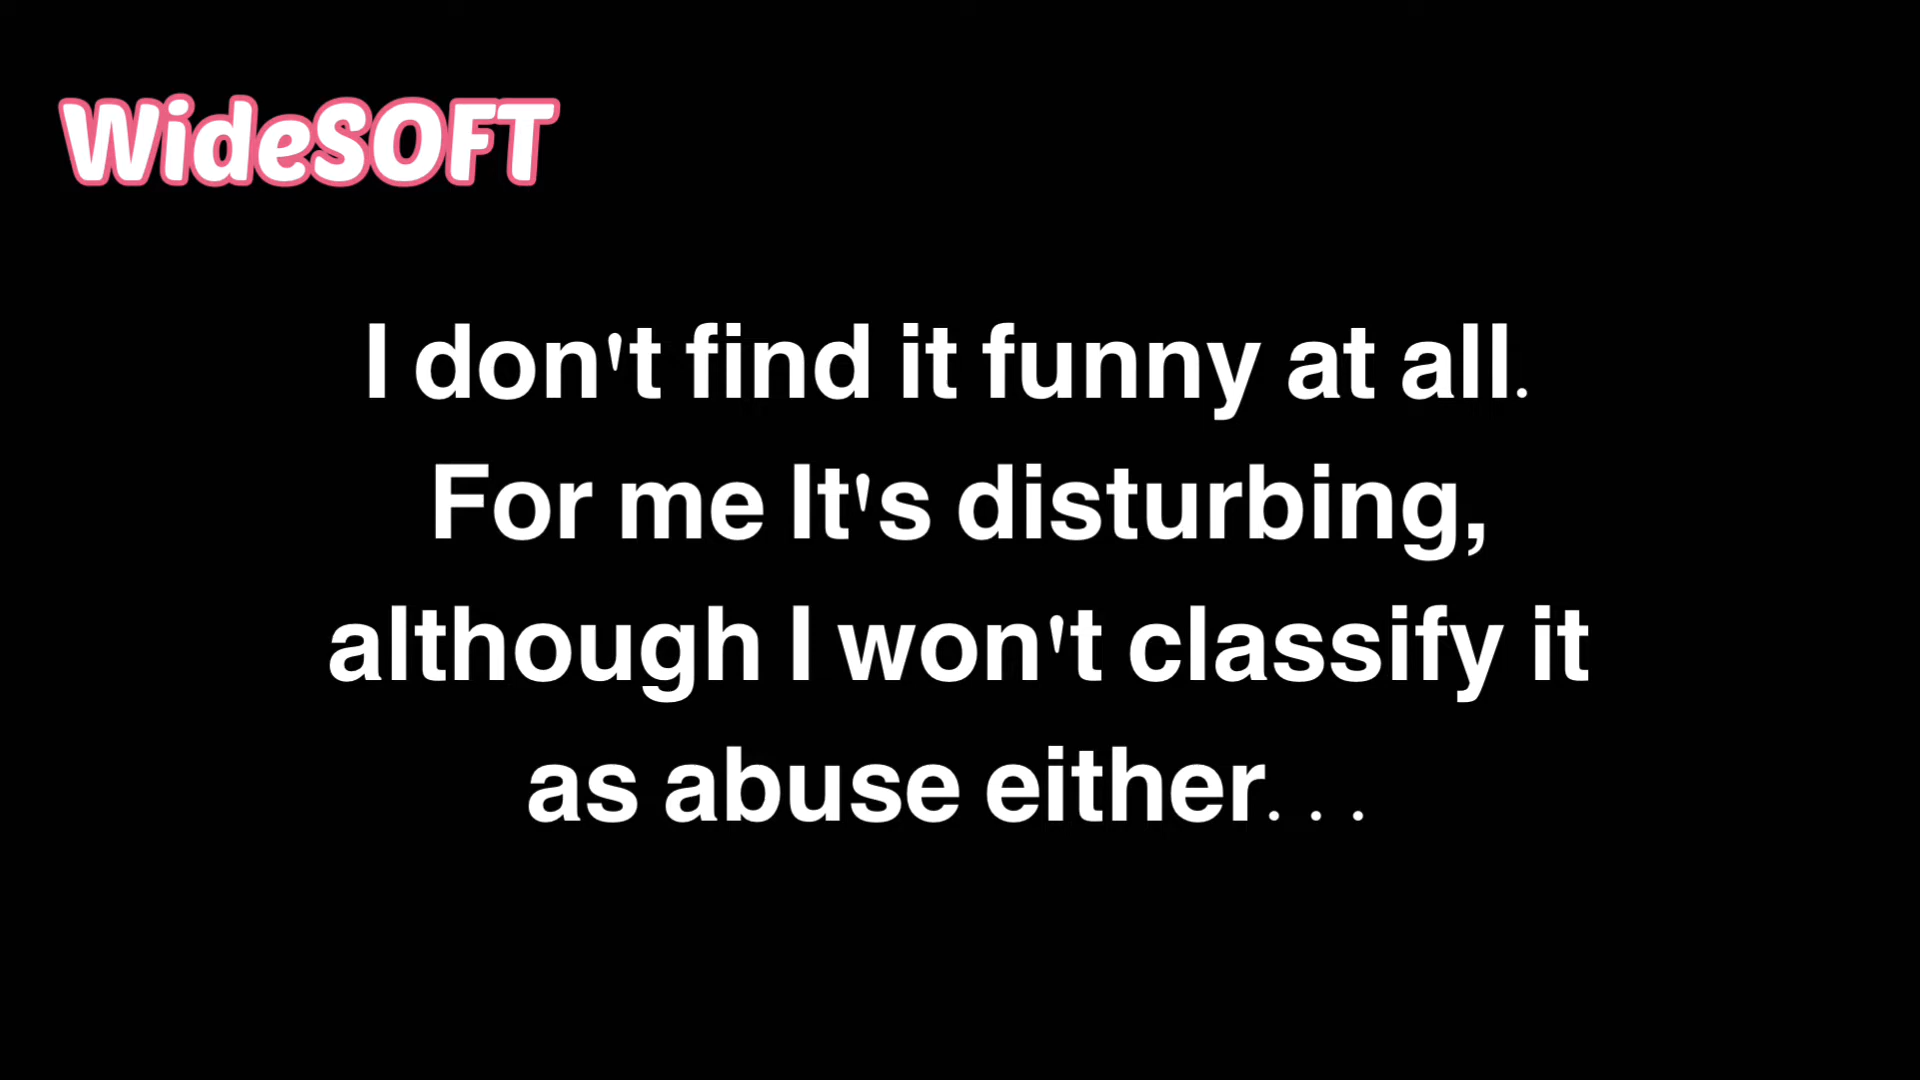 WideSOFT
I don't find it funny at all.
For me It's disturbing,
although I won't classify it
as abuse either...